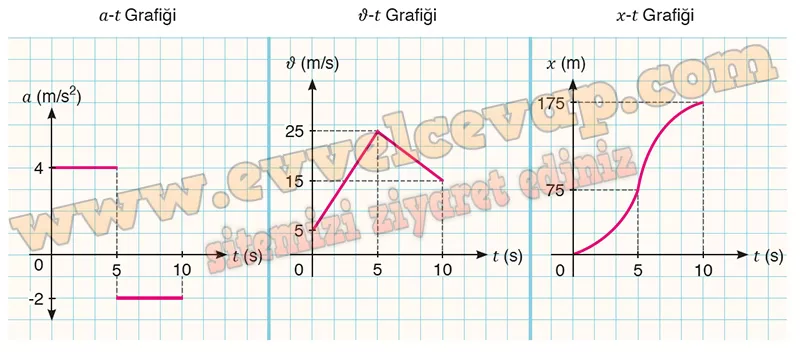 a-t Grafiği
ϑ-t Grafiği
x-t Grafiği
a (m/s²)
4
0
5
10
t (s)
-2
ϑ (m/s)
25
15
5
0
5
10
t (s)
x (m)
175
75
0
5
10
t (s)
www.evvelcevap.com
sitemizi ziyaret ediniz